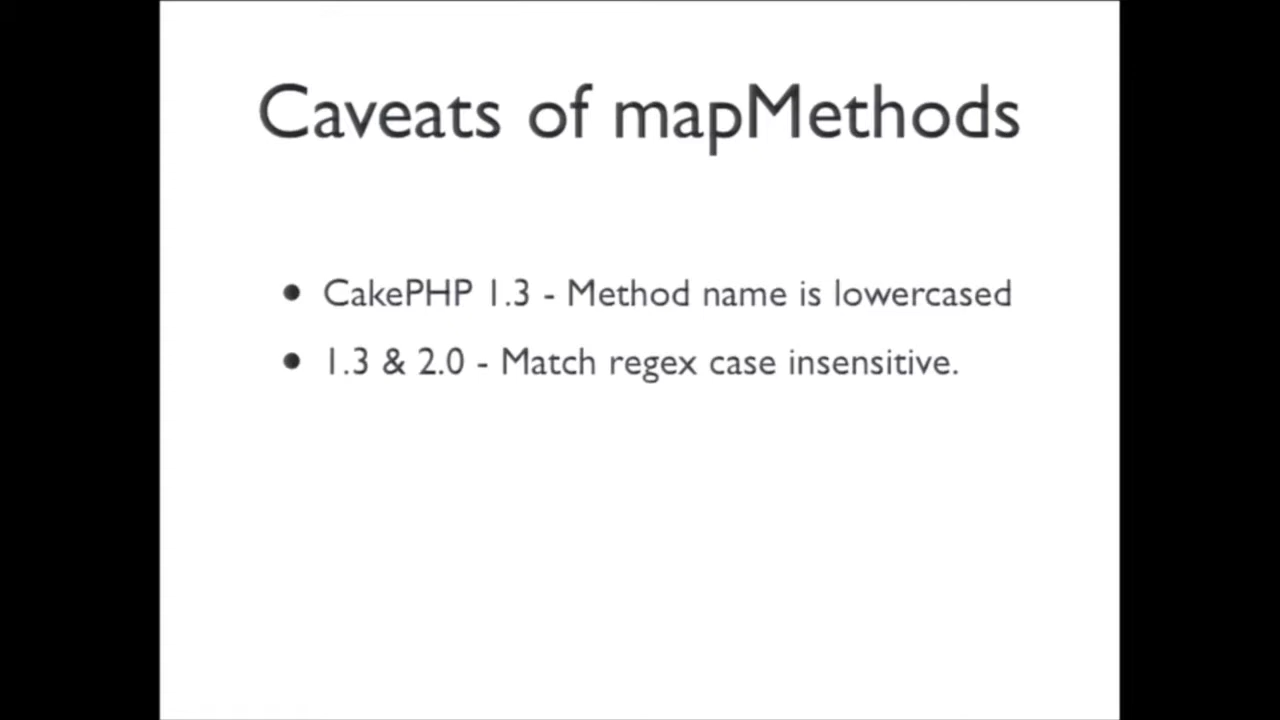 Caveats of mapMethods
• CakePHP 1.3 - Method name is lowercased
• 1.3 & 2.0 - Match regex case insensitive.